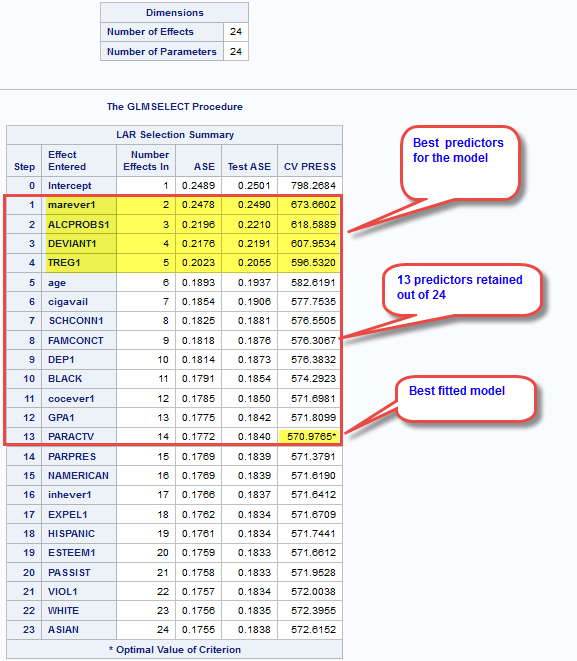 Dimensions
Number of Effects 24
Number of Parameters 24
The GLMSELECT Procedure
LAR Selection Summary
Step Effect Entered Number Effects In ASE Test ASE CV PRESS
0 Intercept 1 0.2489 0.2501 798.2684
1 marever1 2 0.2478 0.2490 673.6602
2 ALCPROBS1 3 0.2196 0.2210 618.5889
3 DEVIANT1 4 0.2176 0.2191 607.9534
4 TREG1 5 0.2023 0.2055 596.5320
5 age 6 0.1893 0.1937 582.6191
6 cigavail 7 0.1854 0.1906 577.7535
7 SCHCONN1 8 0.1825 0.1881 576.5505
8 FAMCONCT 9 0.1818 0.1876 576.3067
9 DEP1 10 0.1814 0.1873 576.3832
10 BLACK 11 0.1791 0.1854 574.2923
11 cocever1 12 0.1785 0.1850 571.6981
12 GPA1 13 0.1775 0.1842 571.8099
13 PARACTV 14 0.1772 0.1840 570.9765*
14 PARPRES 15 0.1769 0.1839 571.3791
15 NAMERICAN 16 0.1769 0.1839 571.6190
16 inhever1 17 0.1766 0.1837 571.6412
17 EXPEL1 18 0.1762 0.1834 571.6709
18 HISPANIC 19 0.1761 0.1834 571.7441
19 ESTEEM1 20 0.1759 0.1833 571.6612
20 PASSIST 21 0.1758 0.1833 571.9528
21 VIOL1 22 0.1757 0.1834 572.0038
22 WHITE 23 0.1756 0.1835 572.3955
23 ASIAN 24 0.1755 0.1838 572.6152
* Optimal Value of Criterion
Best predictors
for the model
13 predictors retained
out of 24
Best fitted model